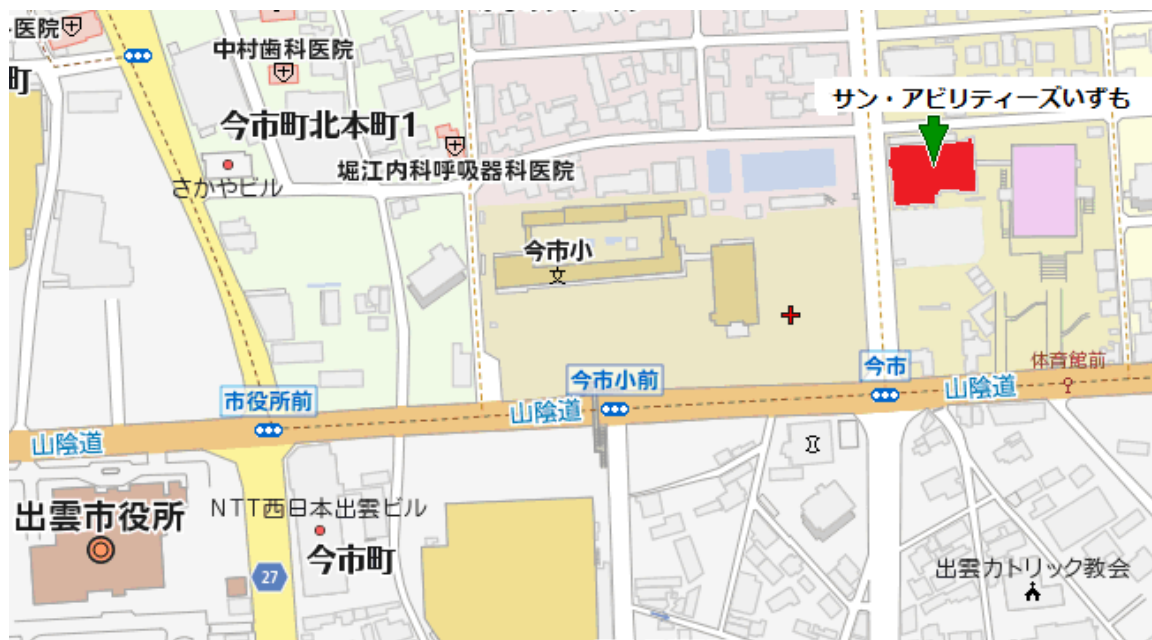 医院
中村歯科医院
町
サン・アビリティーズいずも
今市町北本町1
堀江内科呼吸器科医院
さかやビル
今市小
体育館前
今市
今市小前
市役所前
山陰道
山陰道
山陰道
NTT西日本出雲ビル
出雲市役所
今市町
27
出雲カトリック教会